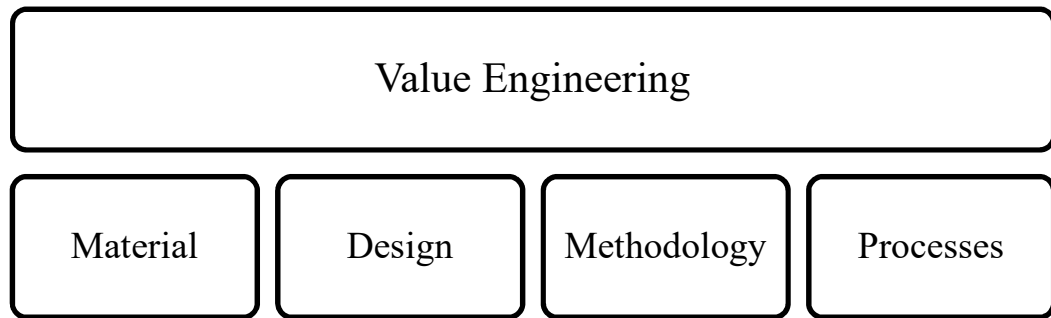 Value Engineering
Material
Design
Methodology
Processes